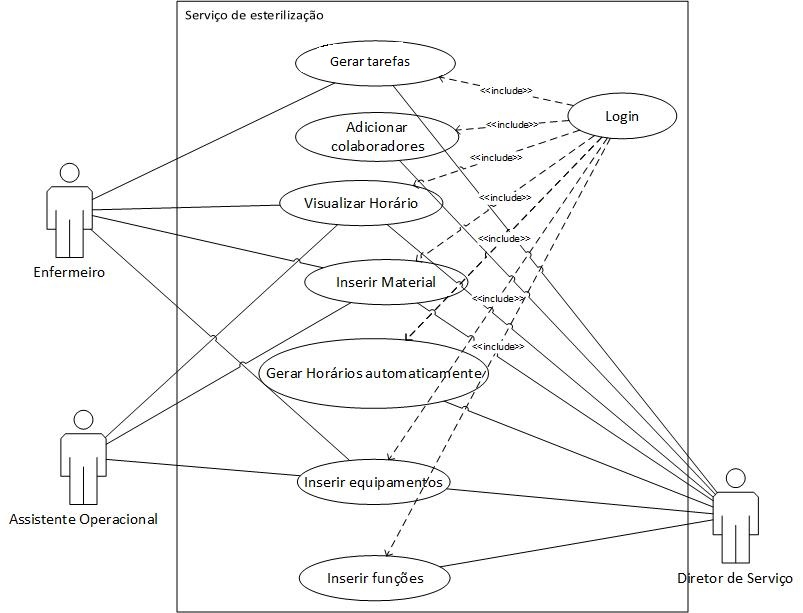 Serviço de esterilização
Gerar tarefas
<<include>>
Login
Adicionar
colaboradores
<<include>>
<<include>>
Visualizar Horário
<<include>>
<<include>>
Enfermeiro
Inserir Material
<<include>>
<<include>>
Gerar Horários automaticamente
Inserir equipamentos
Assistente Operacional
Inserir funções
Diretor de Serviço